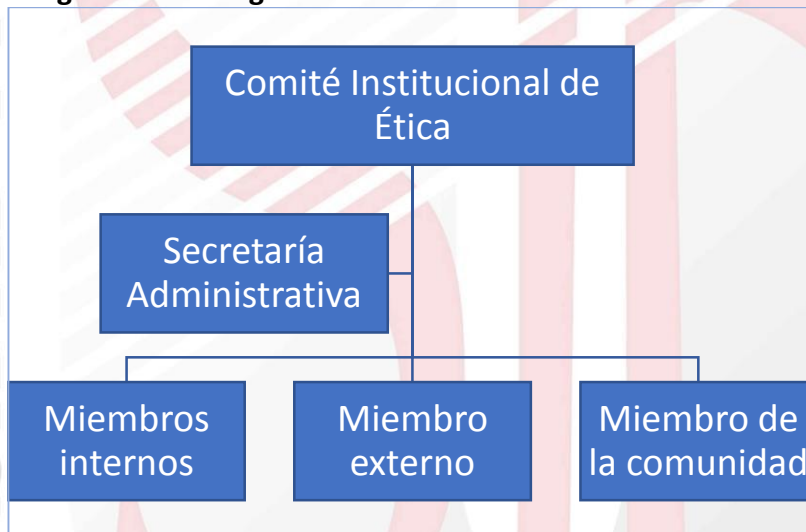 Comité Institucional de
Ética
Secretaría
Administrativa
Miembros
internos
Miembro
externo
Miembro de
la comunidad